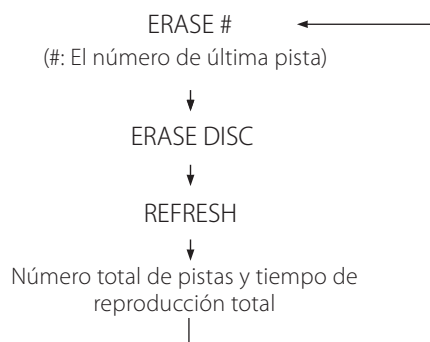 ERASE #
(#: El número de última pista)
ERASE DISC
REFRESH
Número total de pistas y tiempo de
reproducción total